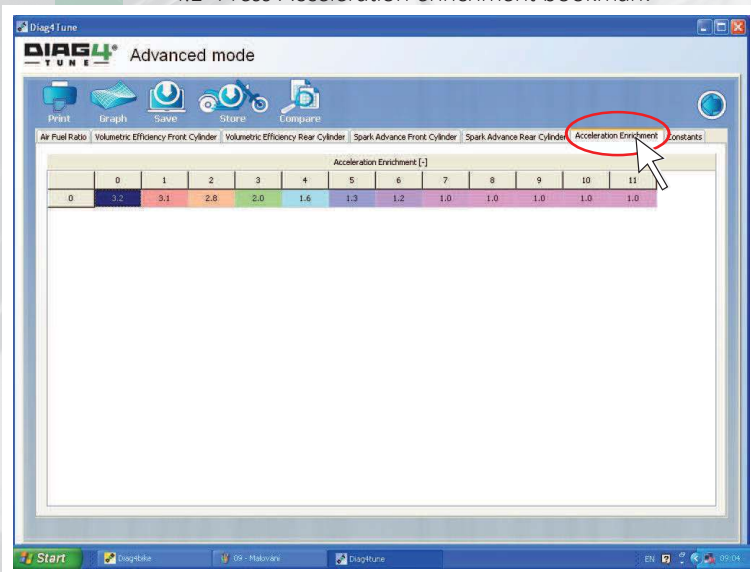 Diag4Tune
DIAG4® TUNE Advanced mode
Print Graph Save Store Compare
Air Fuel Ratio Volumetric Efficiency Front Cylinder Volumetric Efficiency Rear Cylinder Spark Advance Front Cylinder Spark Advance Rear Cylinder Acceleration Enrichment Constants
Acceleration Enrichment [-]
0 1 2 3 4 5 6 7 8 9 10 11
0 3.2 3.1 2.8 2.0 1.6 1.3 1.2 1.0 1.0 1.0 1.0 1.0
Start Diag4bike 09 - Malování Diag4tune EN 09:04